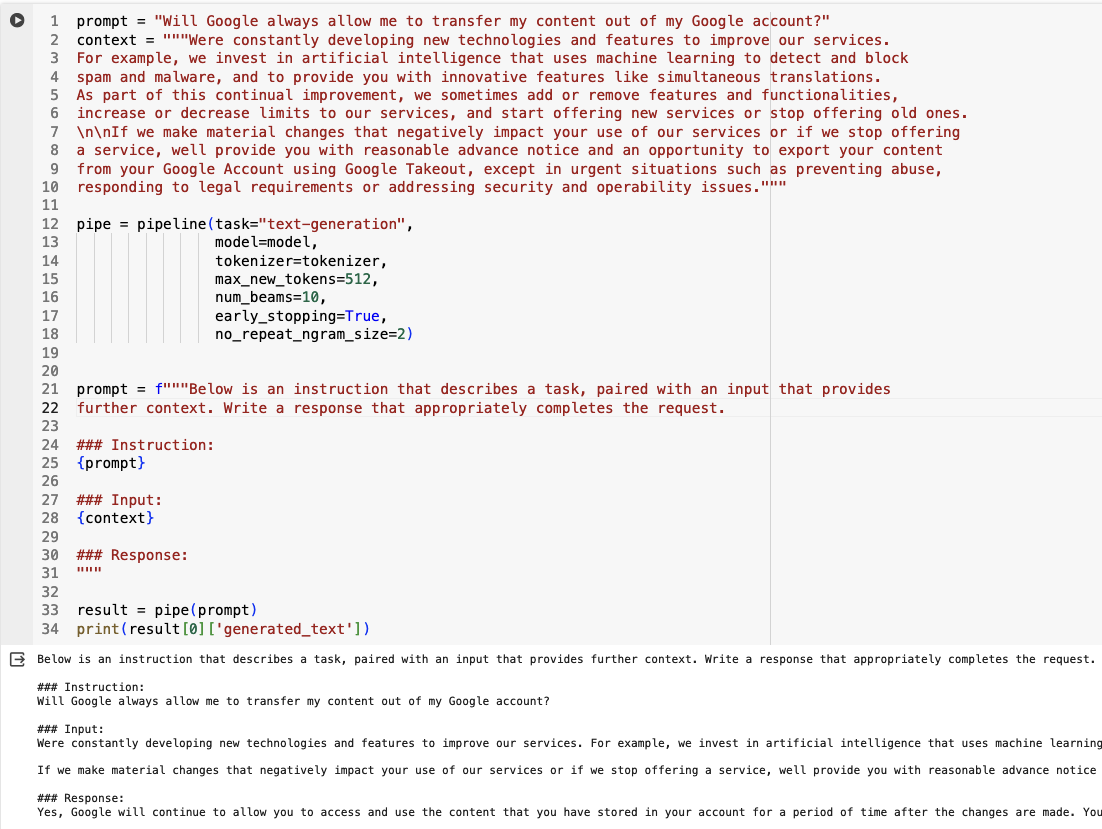 1 prompt = "Will Google always allow me to transfer my content out of my Google account?"
2 context = """Were constantly developing new technologies and features to improve our services.
3 For example, we invest in artificial intelligence that uses machine learning to detect and block
4 spam and malware, and to provide you with innovative features like simultaneous translations.
5 As part of this continual improvement, we sometimes add or remove features and functionalities,
6 increase or decrease limits to our services, and start offering new services or stop offering old ones.
7 \n\nIf we make material changes that negatively impact your use of our services or if we stop offering
8 a service, well provide you with reasonable advance notice and an opportunity to export your content
9 from your Google Account using Google Takeout, except in urgent situations such as preventing abuse,
10 responding to legal requirements or addressing security and operability issues."""
11
12 pipe = pipeline(task="text-generation",
13 model=model,
14 tokenizer=tokenizer,
15 max_new_tokens=512,
16 num_beams=10,
17 early_stopping=True,
18 no_repeat_ngram_size=2)
19
20
21 prompt = f"""Below is an instruction that describes a task, paired with an input that provides
22 further context. Write a response that appropriately completes the request.
23
24 ### Instruction:
25 {prompt}
26
27 ### Input:
28 {context}
29
30 ### Response:
31 """
32
33 result = pipe(prompt)
34 print(result[0]['generated_text'])
Below is an instruction that describes a task, paired with an input that provides further context. Write a response that appropriately completes the request.
### Instruction:
Will Google always allow me to transfer my content out of my Google account?
### Input:
Were constantly developing new technologies and features to improve our services. For example, we invest in artificial intelligence that uses machine learning
If we make material changes that negatively impact your use of our services or if we stop offering a service, well provide you with reasonable advance notice
### Response:
Yes, Google will continue to allow you to access and use the content that you have stored in your account for a period of time after the changes are made. You